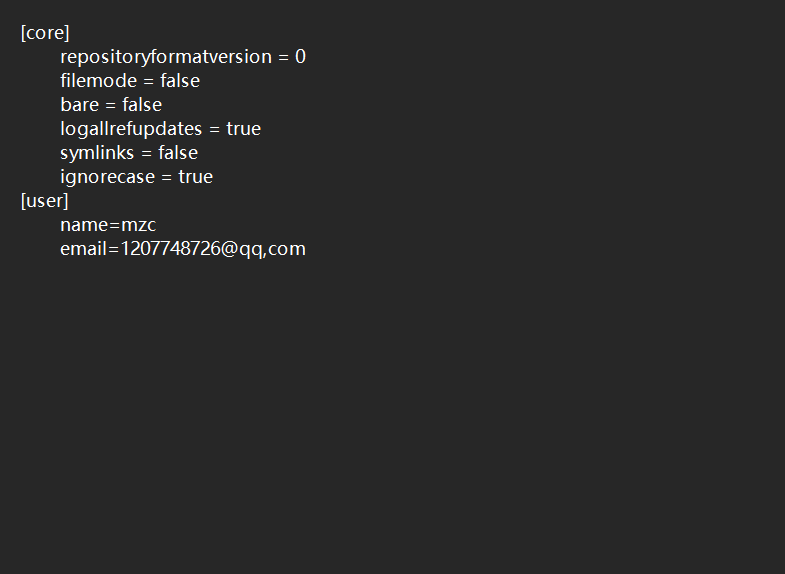 [core]
repositoryformatversion = 0
filemode = false
bare = false
logallrefupdates = true
symlinks = false
ignorecase = true
[user]
name=mzc
email=1207748726@qq,com